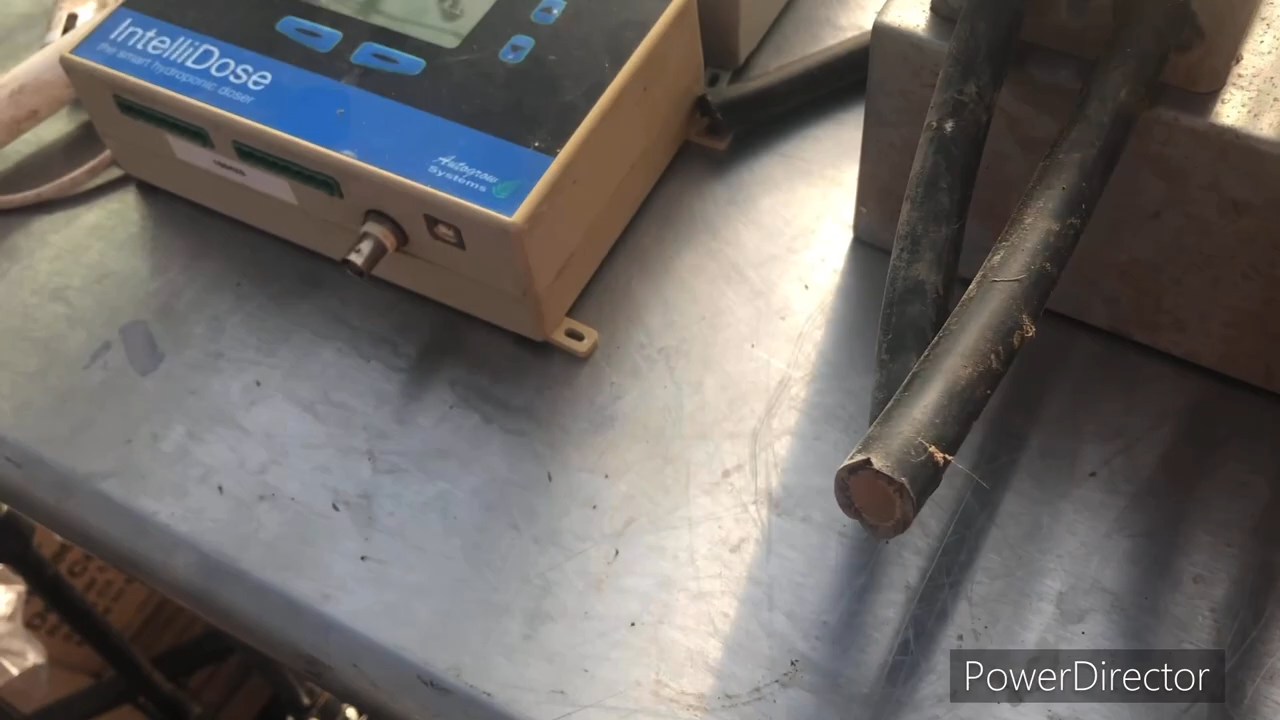 IntelliDose
the smart hydroponic doser
Autogrow
Systems
PowerDirector